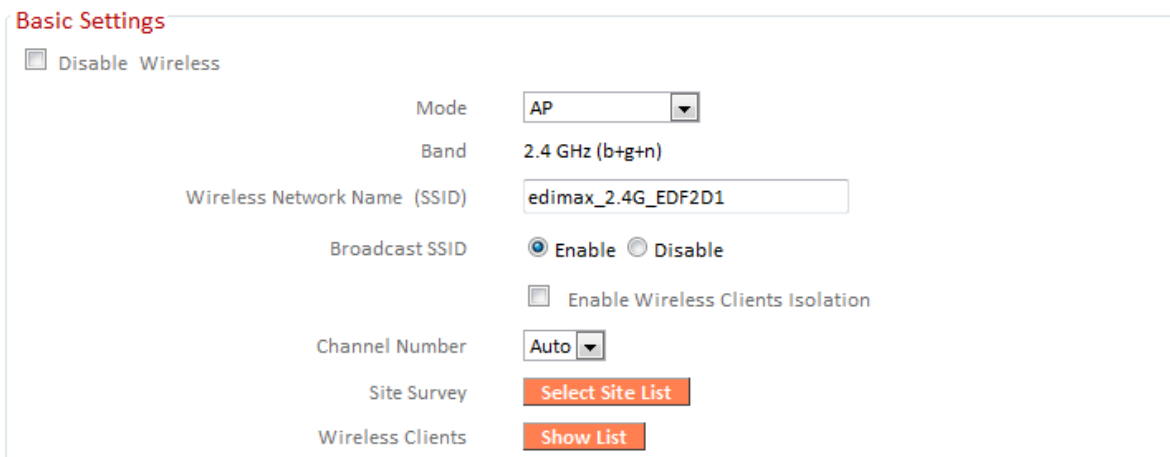 Basic Settings
Disable Wireless
Mode AP
Band 2.4 GHz (b+g+n)
Wireless Network Name (SSID) edimax_2.4G_EDF2D1
Broadcast SSID Enable Disable
Enable Wireless Clients Isolation
Channel Number Auto
Site Survey Select Site List
Wireless Clients Show List